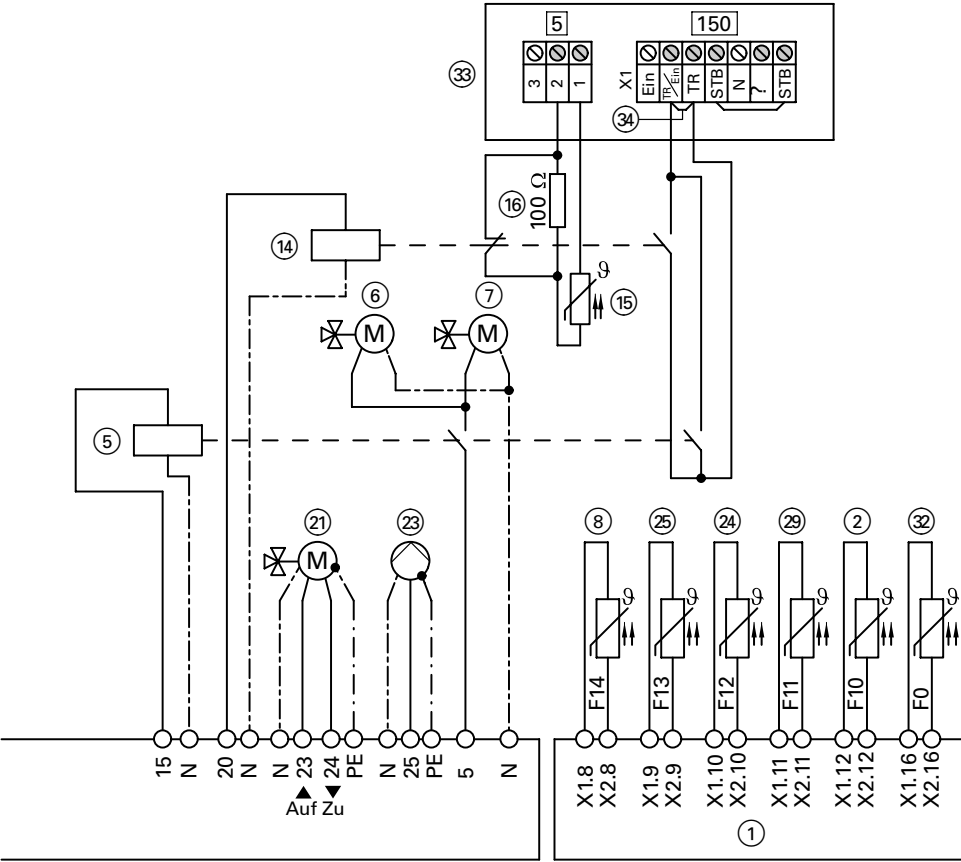 5 150
33
3 2 1
X1 Ein TR/Ein TR STB N ? STB
34
16 100 Ω
14
ϑ 15
6 7
M M
5
21 23
M
8 25 24 29 2 32
ϑ ϑ ϑ ϑ ϑ ϑ
F14 F13 F12 F11 F10 F0
15 N 20 N N 23 24 PE N 25 PE 5 N
▲ ▼
Auf Zu
X1.8 X2.8 X1.9 X2.9 X1.10 X2.10 X1.11 X2.11 X1.12 X2.12 X1.16 X2.16
1